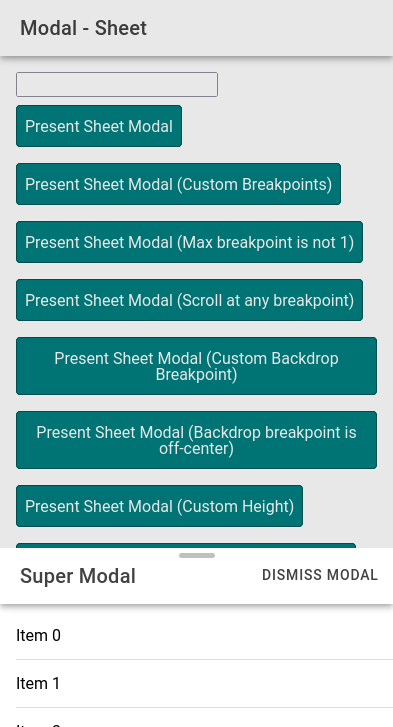 Modal - Sheet
Present Sheet Modal
Present Sheet Modal (Custom Breakpoints)
Present Sheet Modal (Max breakpoint is not 1)
Present Sheet Modal (Scroll at any breakpoint)
Present Sheet Modal (Custom Backdrop
Breakpoint)
Present Sheet Modal (Backdrop breakpoint is
off-center)
Present Sheet Modal (Custom Height)
Super Modal
DISMISS MODAL
Item 0
Item 1